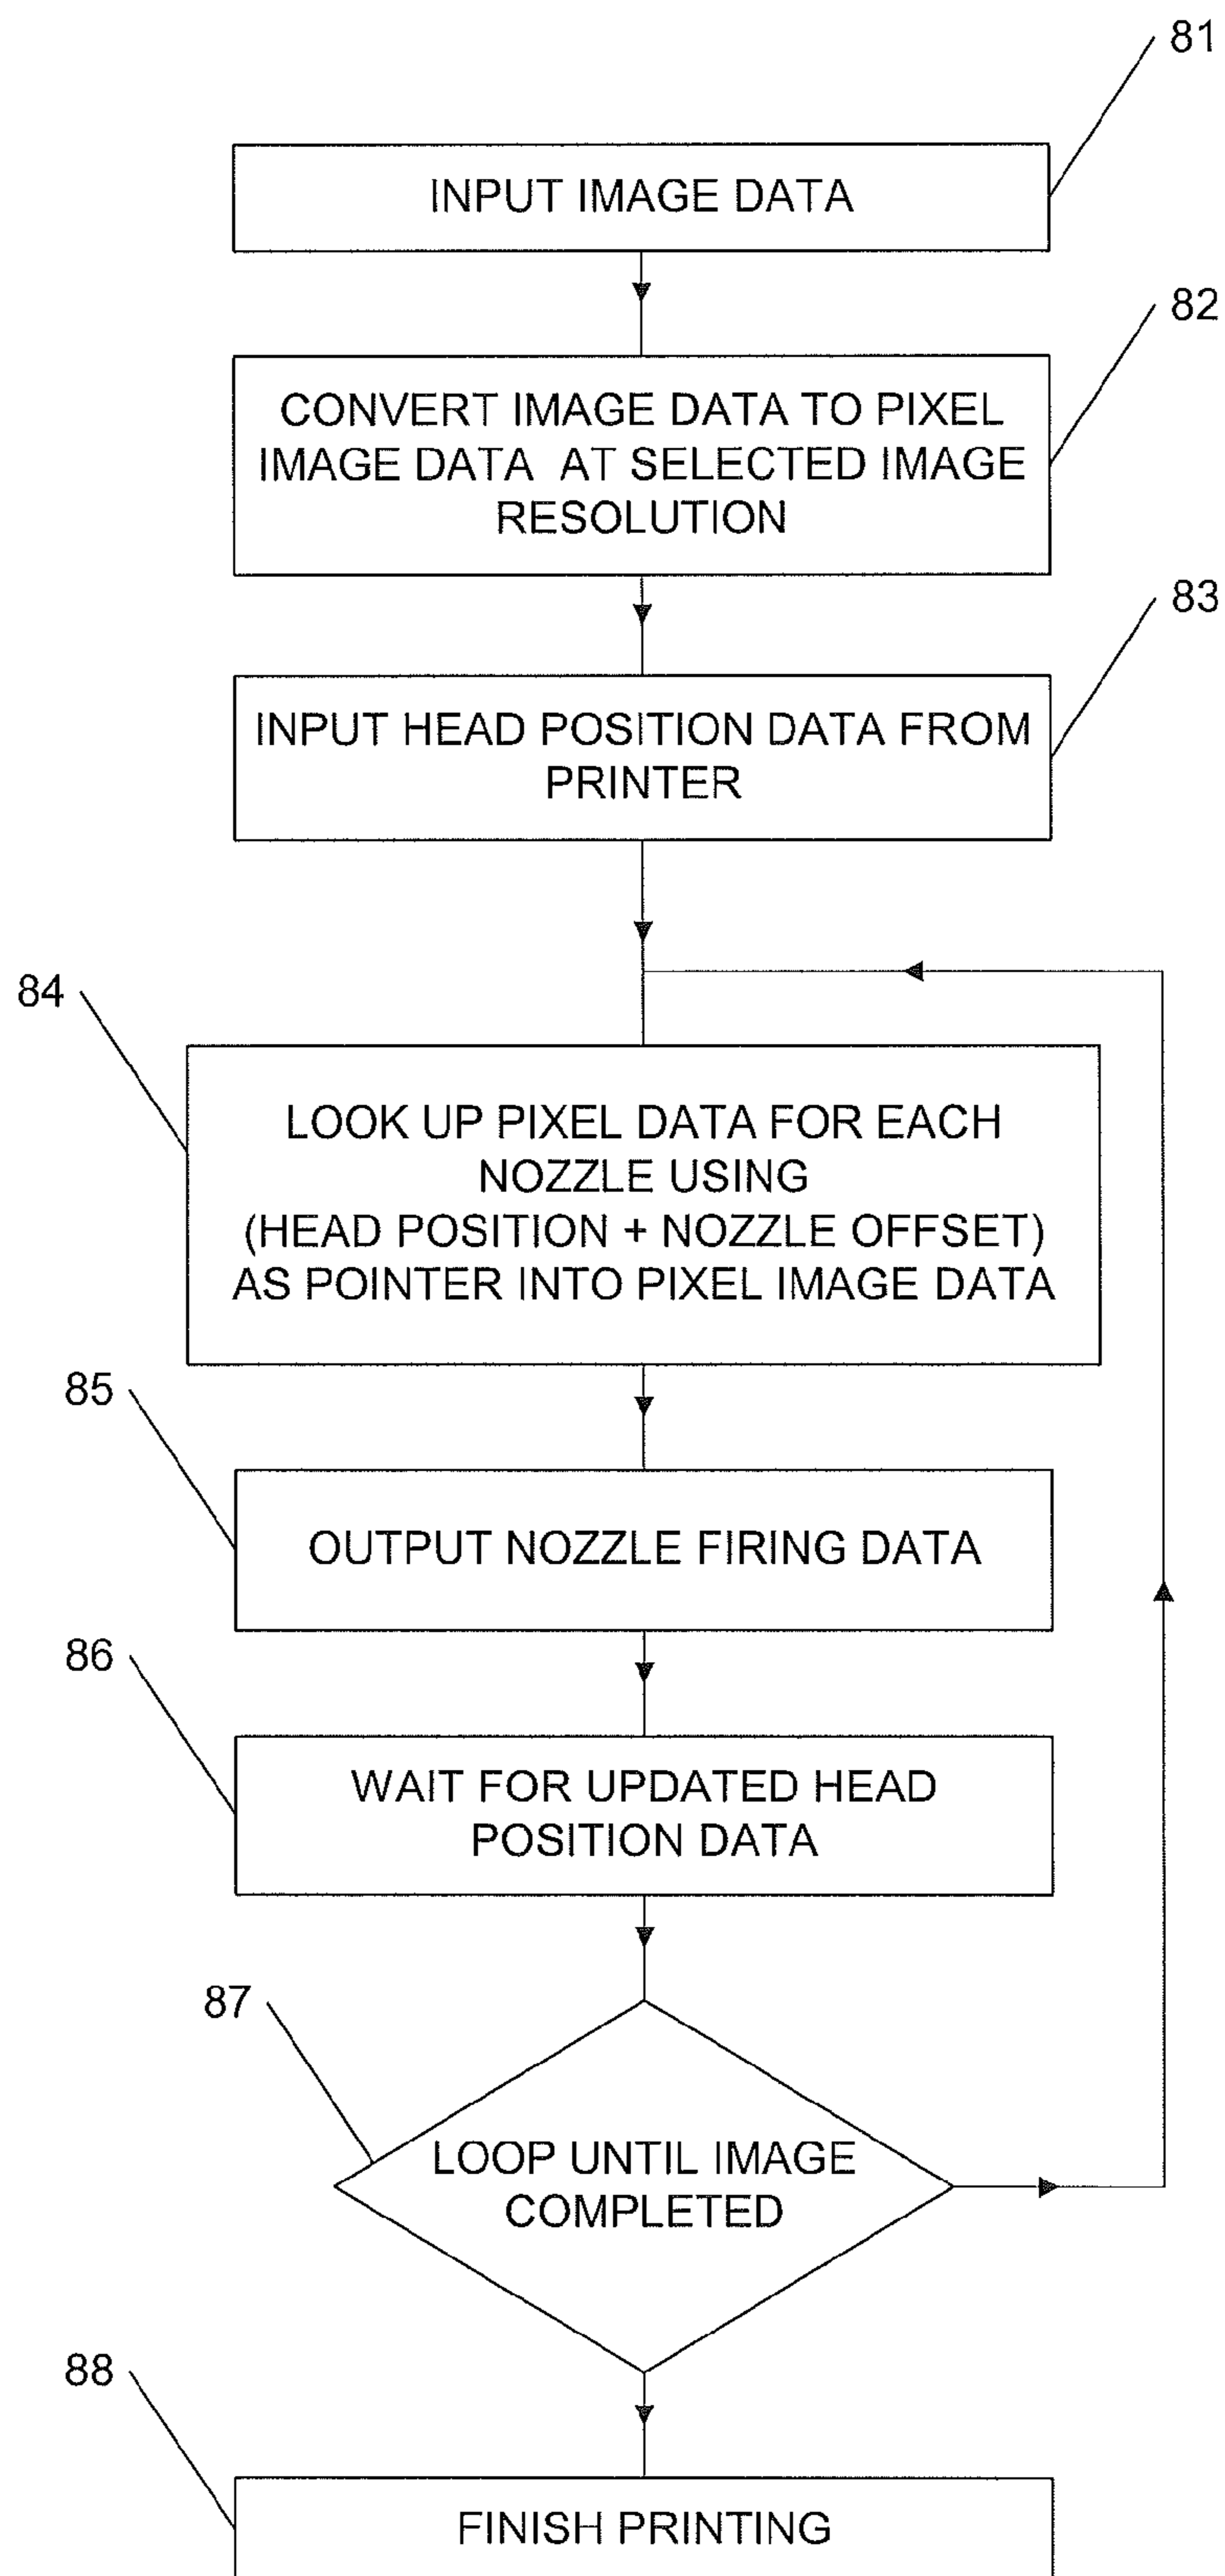 81
INPUT IMAGE DATA
82
CONVERT IMAGE DATA TO PIXEL
IMAGE DATA AT SELECTED IMAGE
RESOLUTION
83
INPUT HEAD POSITION DATA FROM
PRINTER
84
LOOK UP PIXEL DATA FOR EACH
NOZZLE USING
(HEAD POSITION + NOZZLE OFFSET)
AS POINTER INTO PIXEL IMAGE DATA
85
OUTPUT NOZZLE FIRING DATA
86
WAIT FOR UPDATED HEAD
POSITION DATA
87
LOOP UNTIL IMAGE
COMPLETED
88
FINISH PRINTING